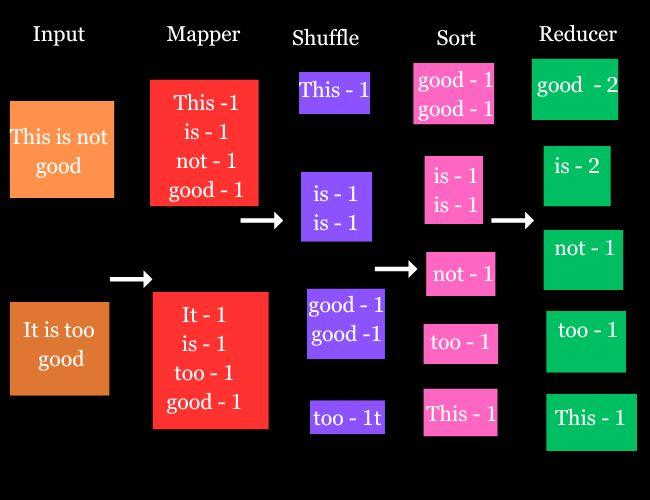 Input
Mapper
Shuffle
Sort
Reducer
This is not
good
It is too
good
This -1
is - 1
not - 1
good - 1
It - 1
is - 1
too - 1
good - 1
This - 1
is - 1
is - 1
good - 1
good -1
too - 1t
good - 1
good - 1
is - 1
is - 1
not - 1
too - 1
This - 1
good - 2
is - 2
not - 1
too - 1
This - 1